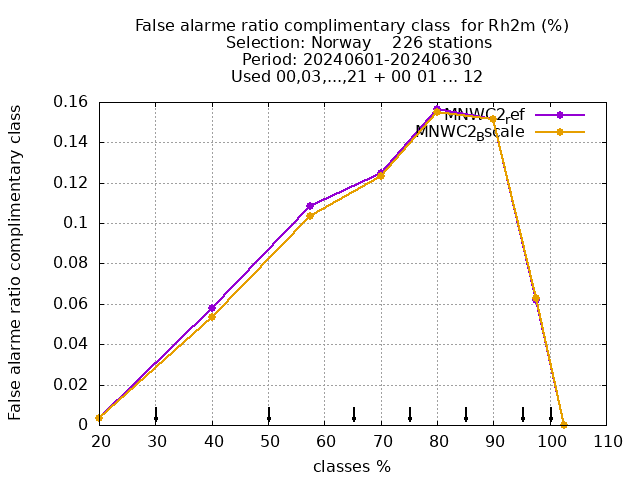 False alarme ratio complimentary class  for Rh2m (%)
Selection: Norway    226 stations
Period: 20240601-20240630
Used 00,03,...,21 + 00 01 ... 12
False alarme ratio complimentary class
0.16
0.14
0.12
0.1
0.08
0.06
0.04
0.02
0
MNWC2_ref
MNWC2_Bscale
20 30 40 50 60 70 80 90 100 110
classes %